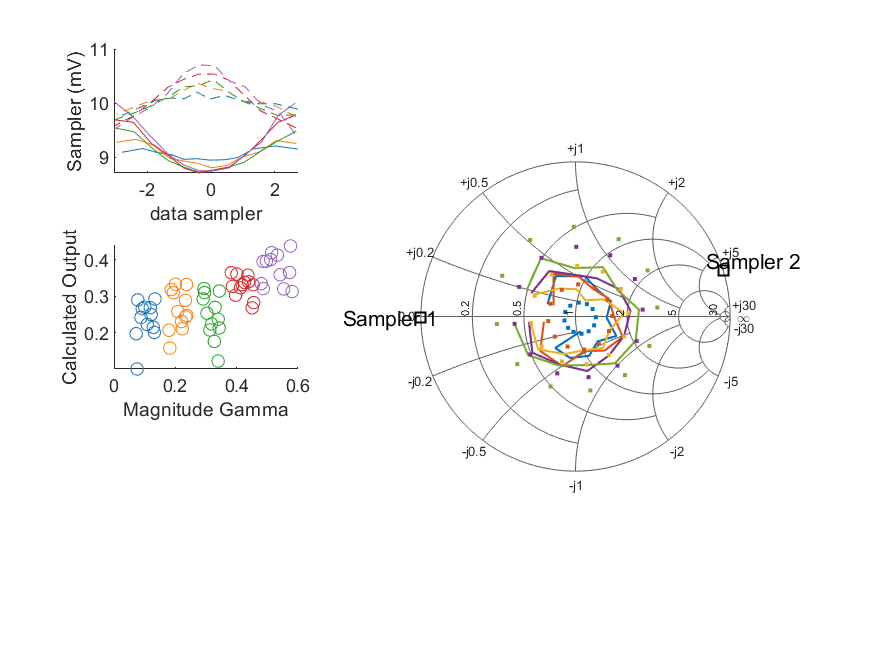 11
10
9
Sampler (mV)
-2
0
2
data sampler
0.4
0.3
0.2
Calculated Output
0
0.2
0.4
0.6
Magnitude Gamma
+j1
+j0.5
+j2
+j0.2
+j5
Sampler 2
0.2
0.5
1
2
5
30
+j30
∞
-j30
Sampler 1
-j0.2
-j5
-j0.5
-j2
-j1